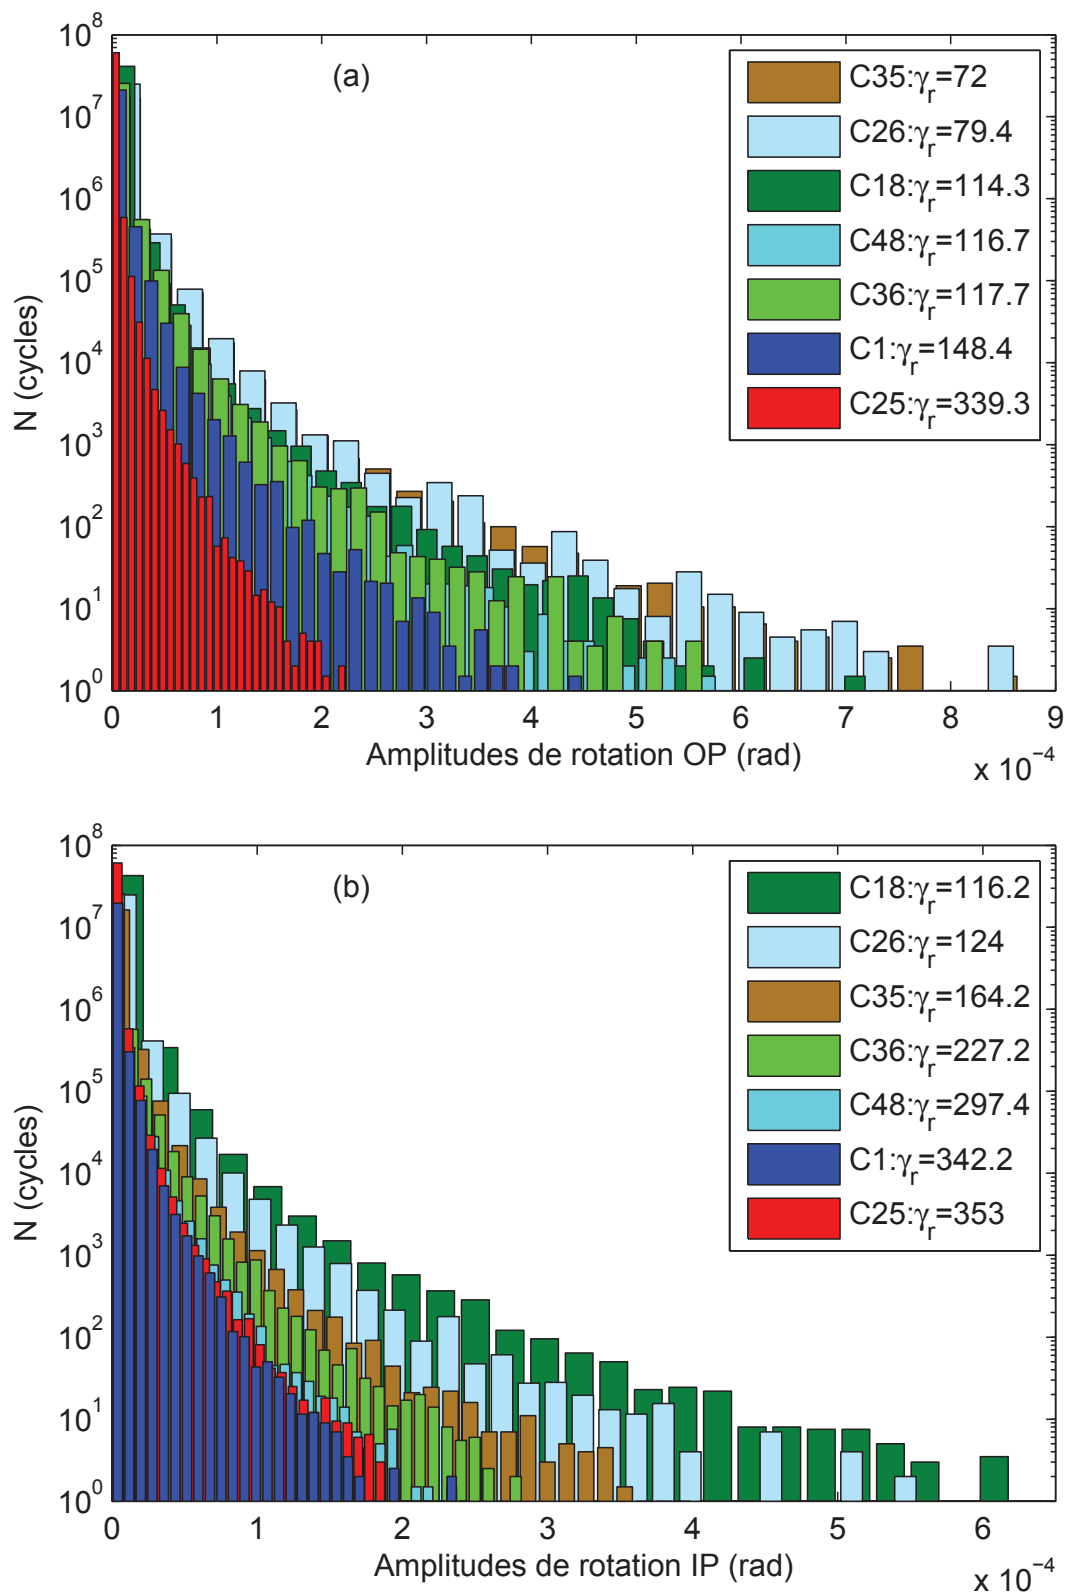 (a)
N (cycles)
10^8
10^7
10^6
10^5
10^4
10^3
10^2
10^1
10^0
C35:γr=72
C26:γr=79.4
C18:γr=114.3
C48:γr=116.7
C36:γr=117.7
C1:γr=148.4
C25:γr=339.3
0 1 2 3 4 5 6 7 8 9
Amplitudes de rotation OP (rad)
x 10^−4
(b)
N (cycles)
10^8
10^7
10^6
10^5
10^4
10^3
10^2
10^1
10^0
C18:γr=116.2
C26:γr=124
C35:γr=164.2
C36:γr=227.2
C48:γr=297.4
C1:γr=342.2
C25:γr=353
0 1 2 3 4 5 6
Amplitudes de rotation IP (rad)
x 10^−4